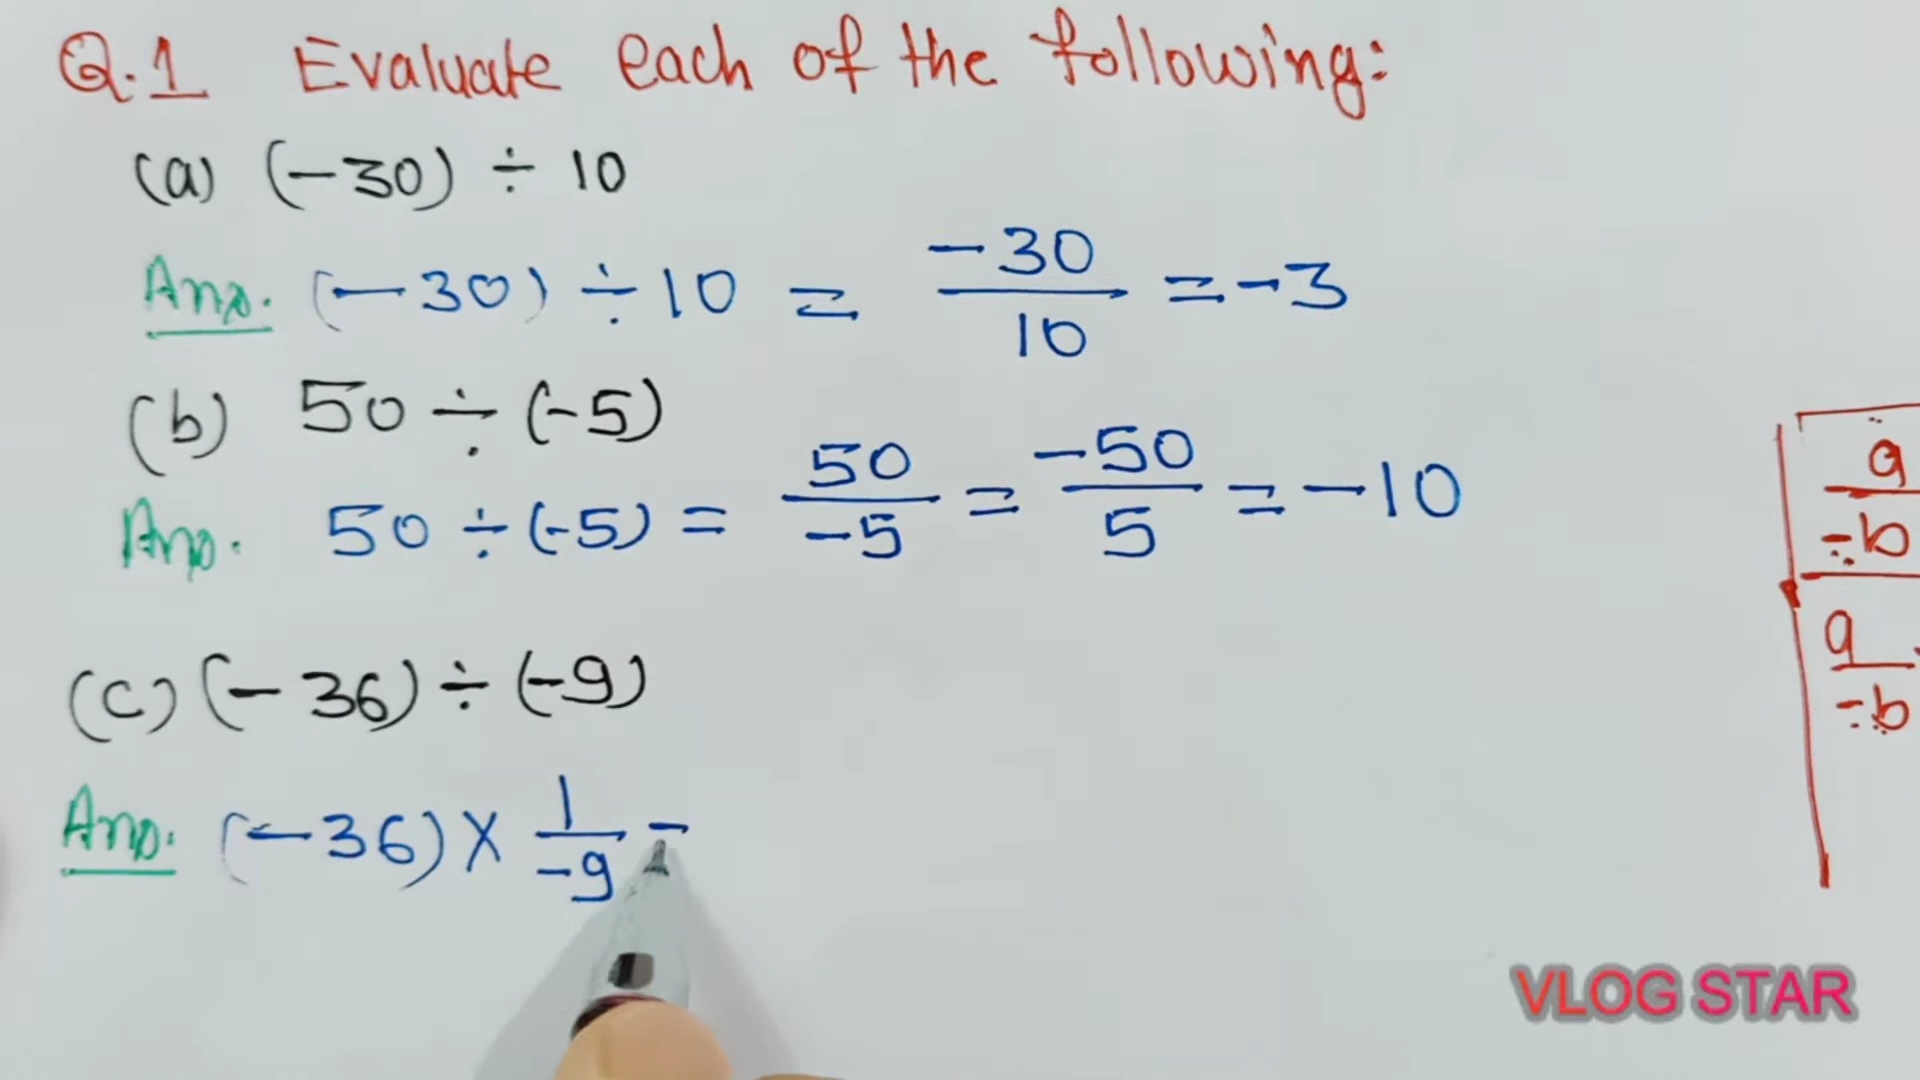 Q.1 Evaluate each of the following:
(a) (-30) ÷ 10
Ans. (-30) ÷ 10 = -30/10 = -3
(b) 50 ÷ (-5)
Ans. 50 ÷ (-5) = 50/-5 = -50/5 = -10
(c) (-36) ÷ (-9)
Ans. (-36) × 1/-9 -
a/-b
a/-b
VLOG STAR